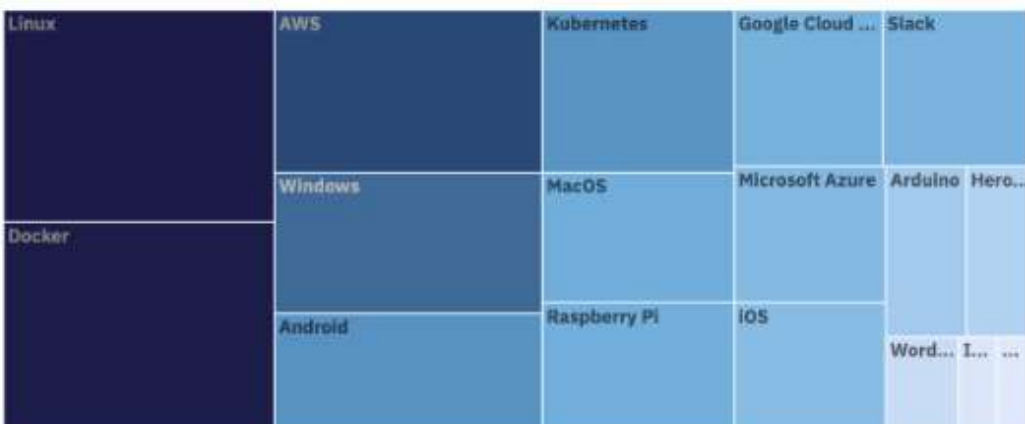 Linux
AWS
Kubernetes
Google Cloud ...
Slack
Windows
MacOS
Microsoft Azure
Arduino
Hero...
Docker
Android
Raspberry Pi
iOS
Word...
I...
...